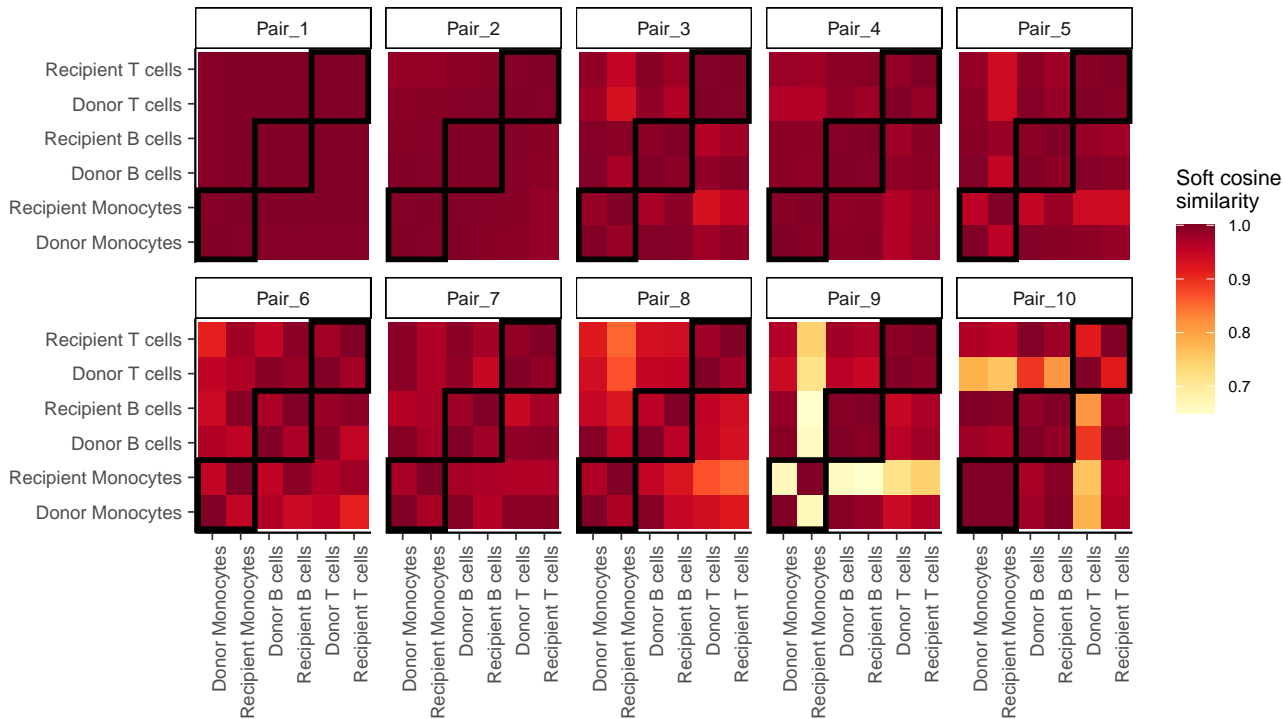 Pair_1
Pair_2
Pair_3
Pair_4
Pair_5
Recipient T cells
Donor T cells
Recipient B cells
Donor B cells
Recipient Monocytes
Donor Monocytes
Soft cosine
similarity
1.0
0.9
0.8
0.7
Pair_6
Pair_7
Pair_8
Pair_9
Pair_10
Recipient T cells
Donor T cells
Recipient B cells
Donor B cells
Recipient Monocytes
Donor Monocytes
Donor Monocytes
Recipient Monocytes
Donor B cells
Recipient B cells
Donor T cells
Recipient T cells
Donor Monocytes
Recipient Monocytes
Donor B cells
Recipient B cells
Donor T cells
Recipient T cells
Donor Monocytes
Recipient Monocytes
Donor B cells
Recipient B cells
Donor T cells
Recipient T cells
Donor Monocytes
Recipient Monocytes
Donor B cells
Recipient B cells
Donor T cells
Recipient T cells
Donor Monocytes
Recipient Monocytes
Donor B cells
Recipient B cells
Donor T cells
Recipient T cells